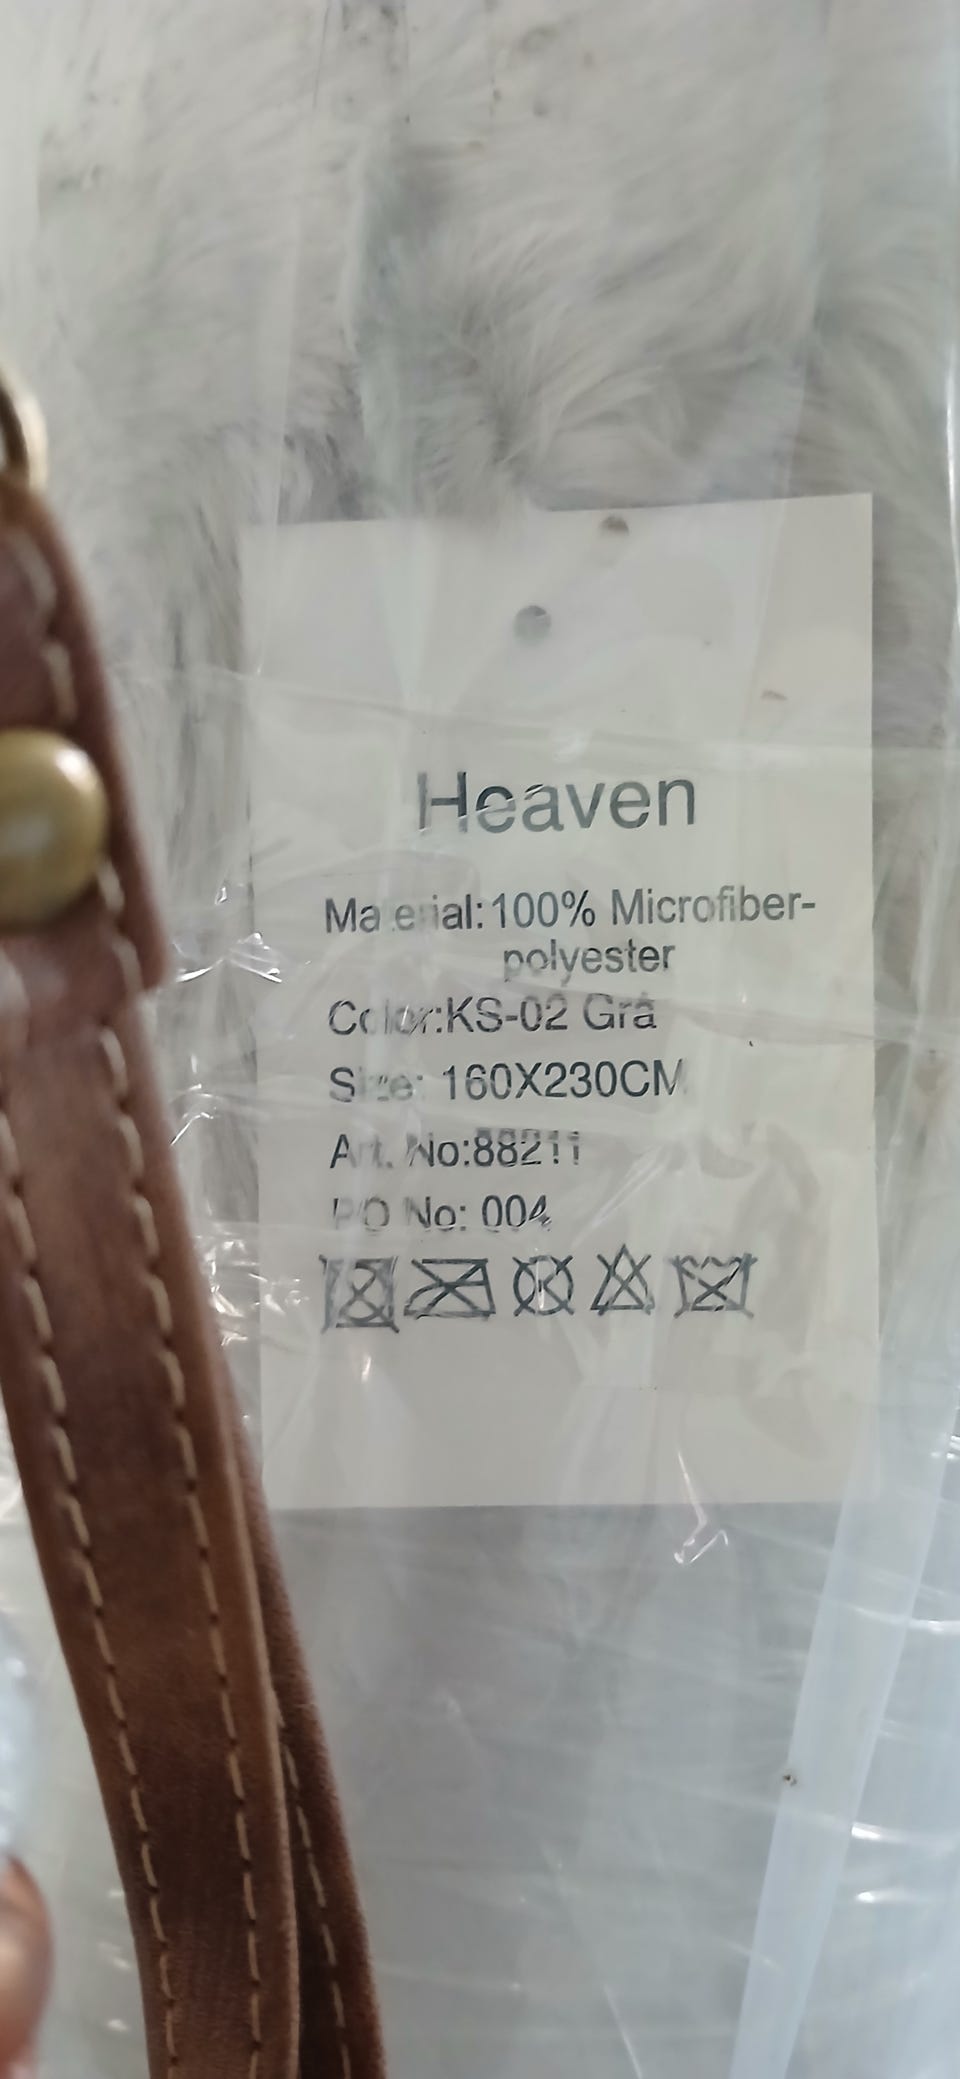 Heaven
Material:100% Microfiber-
polyester
Color:KS-02 Grå
Size: 160X230CM
Art. No:88211
PO No: 004